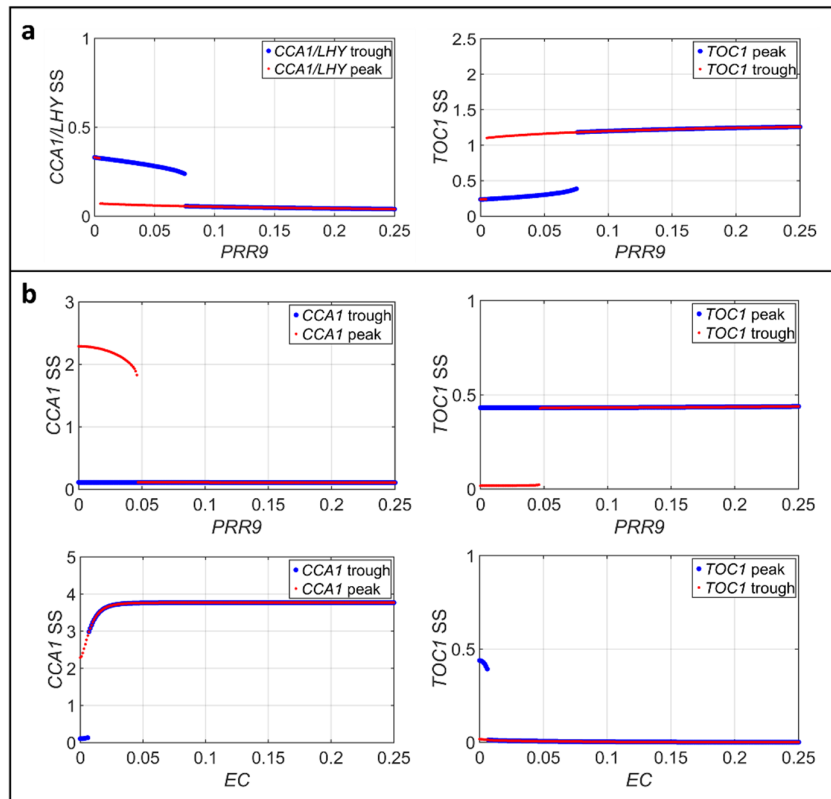 a
1
0.5
0
CCA1/LHY SS
CCA1/LHY trough
CCA1/LHY peak
0 0.05 0.1 0.15 0.2 0.25
PRR9
2.5
2
1.5
1
0.5
0
TOC1 SS
TOC1 peak
TOC1 trough
0 0.05 0.1 0.15 0.2 0.25
PRR9
b
3
2
1
0
CCA1 SS
CCA1 trough
CCA1 peak
0 0.05 0.1 0.15 0.2 0.25
PRR9
1
0.5
0
TOC1 SS
TOC1 peak
TOC1 trough
0 0.05 0.1 0.15 0.2 0.25
PRR9
5
4
3
2
1
0
CCA1 SS
CCA1 trough
CCA1 peak
0 0.05 0.1 0.15 0.2 0.25
EC
1
0.5
0
TOC1 SS
TOC1 peak
TOC1 trough
0 0.05 0.1 0.15 0.2 0.25
EC